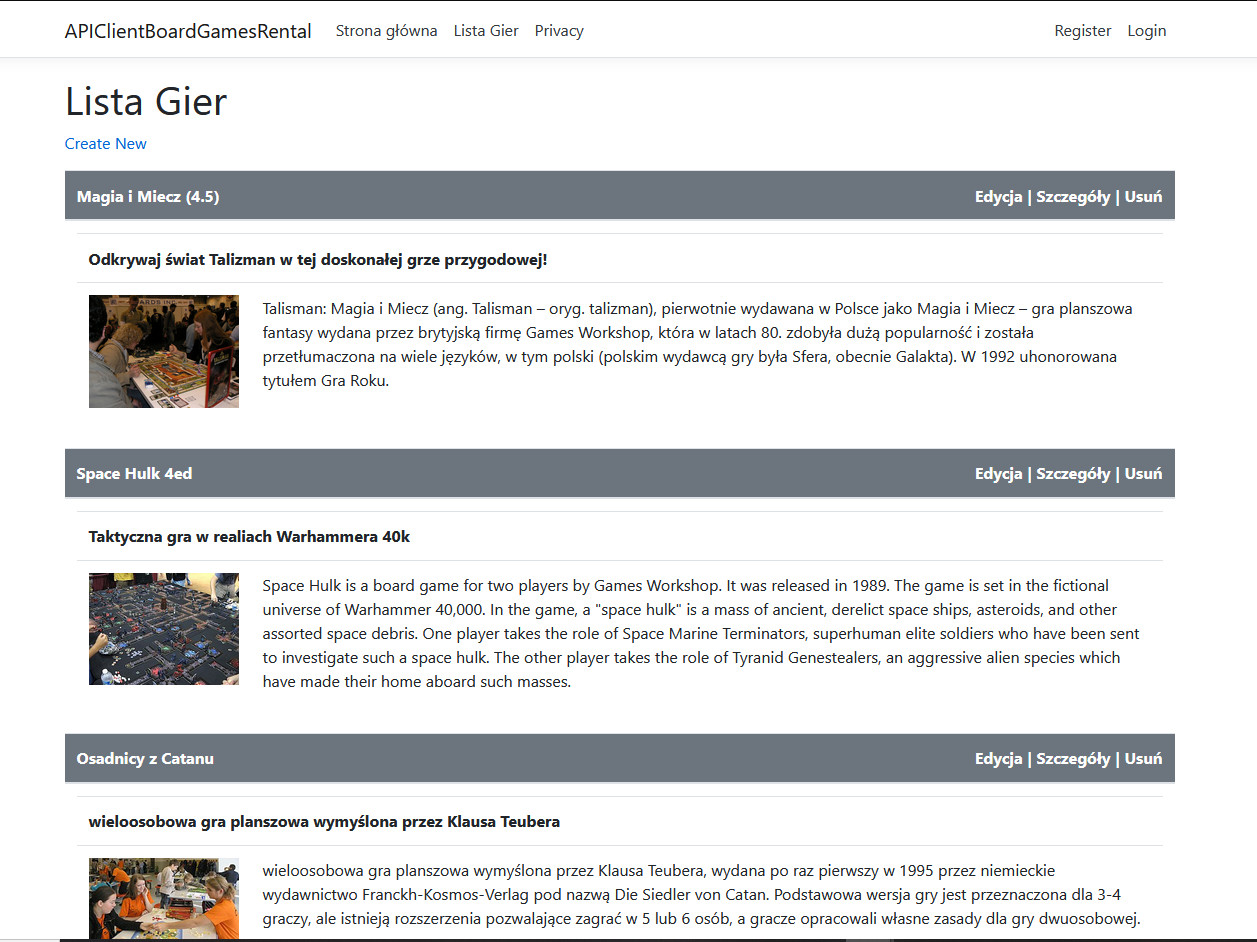 APIClientBoardGamesRental Strona główna Lista Gier Privacy Register Login
Lista Gier
Create New
Magia i Miecz (4.5) Edycja | Szczegóły | Usuń
Odkrywaj świat Talizman w tej doskonałej grze przygodowej!
Talisman: Magia i Miecz (ang. Talisman – oryg. talizman), pierwotnie wydawana w Polsce jako Magia i Miecz – gra planszowa
fantasy wydana przez brytyjską firmę Games Workshop, która w latach 80. zdobyła dużą popularność i została
przetłumaczona na wiele języków, w tym polski (polskim wydawcą gry była Sfera, obecnie Galakta). W 1992 uhonorowana
tytułem Gra Roku.
Space Hulk 4ed Edycja | Szczegóły | Usuń
Taktyczna gra w realiach Warhammera 40k
Space Hulk is a board game for two players by Games Workshop. It was released in 1989. The game is set in the fictional
universe of Warhammer 40,000. In the game, a "space hulk" is a mass of ancient, derelict space ships, asteroids, and other
assorted space debris. One player takes the role of Space Marine Terminators, superhuman elite soldiers who have been sent
to investigate such a space hulk. The other player takes the role of Tyranid Genestealers, an aggressive alien species which
have made their home aboard such masses.
Osadnicy z Catanu Edycja | Szczegóły | Usuń
wieloosobowa gra planszowa wymyślona przez Klausa Teubera
wieloosobowa gra planszowa wymyślona przez Klausa Teubera, wydana po raz pierwszy w 1995 przez niemieckie
wydawnictwo Franckh-Kosmos-Verlag pod nazwą Die Siedler von Catan. Podstawowa wersja gry jest przeznaczona dla 3-4
graczy, ale istnieją rozszerzenia pozwalające zagrać w 5 lub 6 osób, a gracze opracowali własne zasady dla gry dwuosobowej.